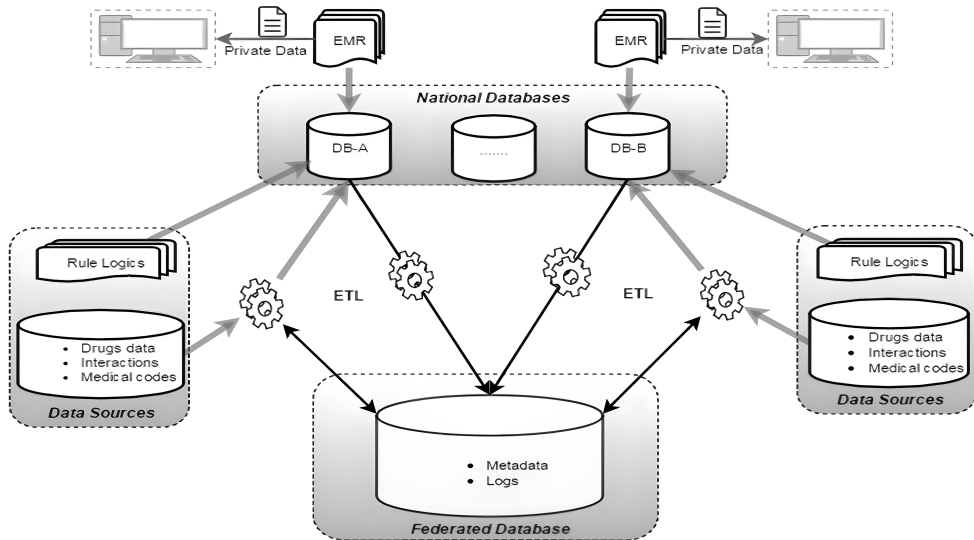 EMR
Private Data
EMR
Private Data
National Databases
DB-A
.......
DB-B
Rule Logics
• Drugs data
• Interactions
• Medical codes
Data Sources
ETL
ETL
Rule Logics
• Drugs data
• Interactions
• Medical codes
Data Sources
• Metadata
• Logs
Federated Database